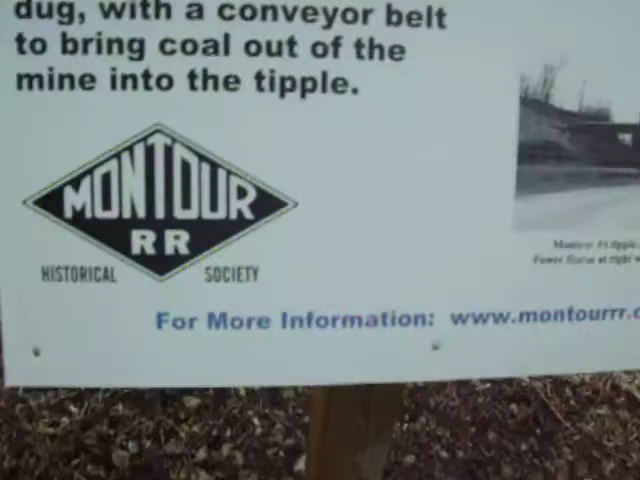 dug, with a conveyor belt
to bring coal out of the
mine into the tipple.
MONTOUR
RR
HISTORICAL SOCIETY
For More Information: www.montourrr.c